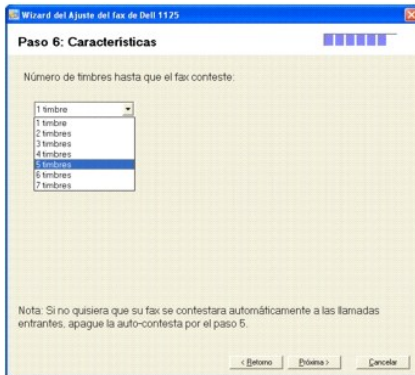 Wizard del Ajuste del fax de Dell 1125
Paso 6: Características
Número de timbres hasta que el fax conteste:
1 timbre
1 timbre
2 timbres
3 timbres
4 timbres
5 timbres
6 timbres
7 timbres
Nota: Si no quisiera que su fax se contestara automáticamente a las llamadas
entrantes, apague la auto-contesta por el paso 5.
< Retorno
Próxima >
Cancelar